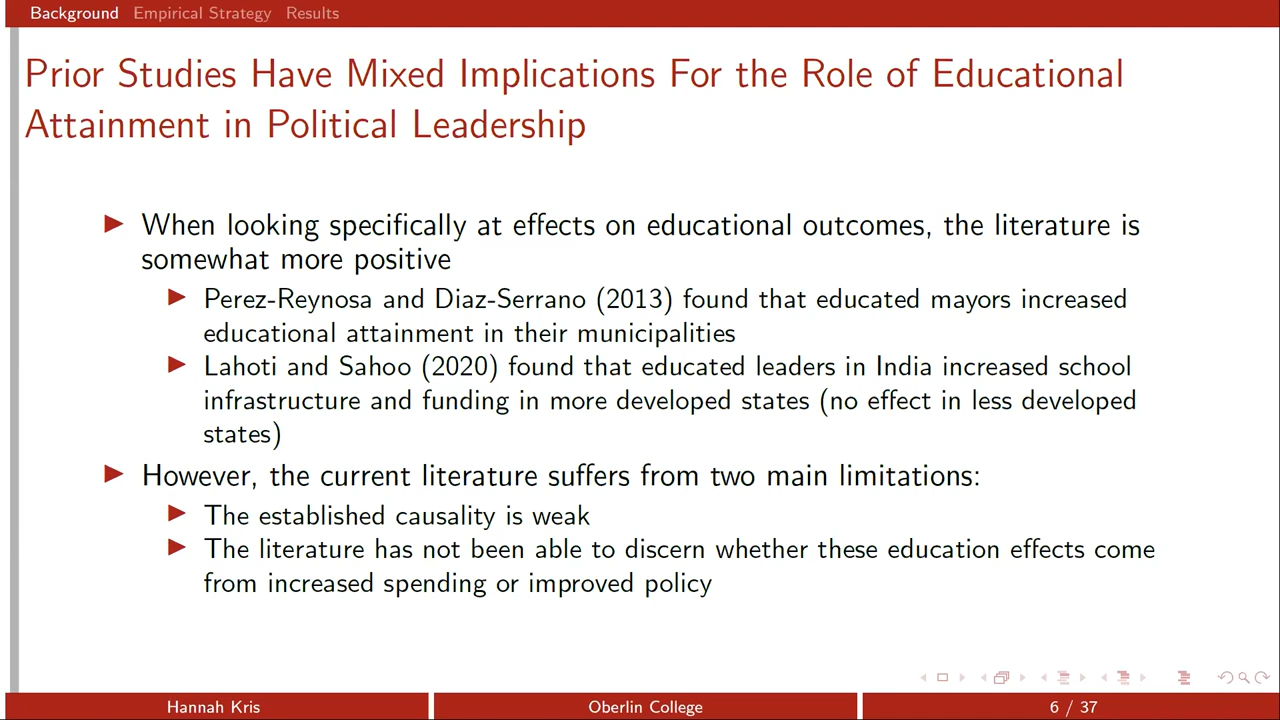 Background Empirical Strategy Results
Prior Studies Have Mixed Implications For the Role of Educational
Attainment in Political Leadership
When looking specifically at effects on educational outcomes, the literature is
somewhat more positive
Perez-Reynosa and Diaz-Serrano (2013) found that educated mayors increased
educational attainment in their municipalities
Lahoti and Sahoo (2020) found that educated leaders in India increased school
infrastructure and funding in more developed states (no effect in less developed
states)
However, the current literature suffers from two main limitations:
The established causality is weak
The literature has not been able to discern whether these education effects come
from increased spending or improved policy
Hannah Kris Oberlin College 6 / 37